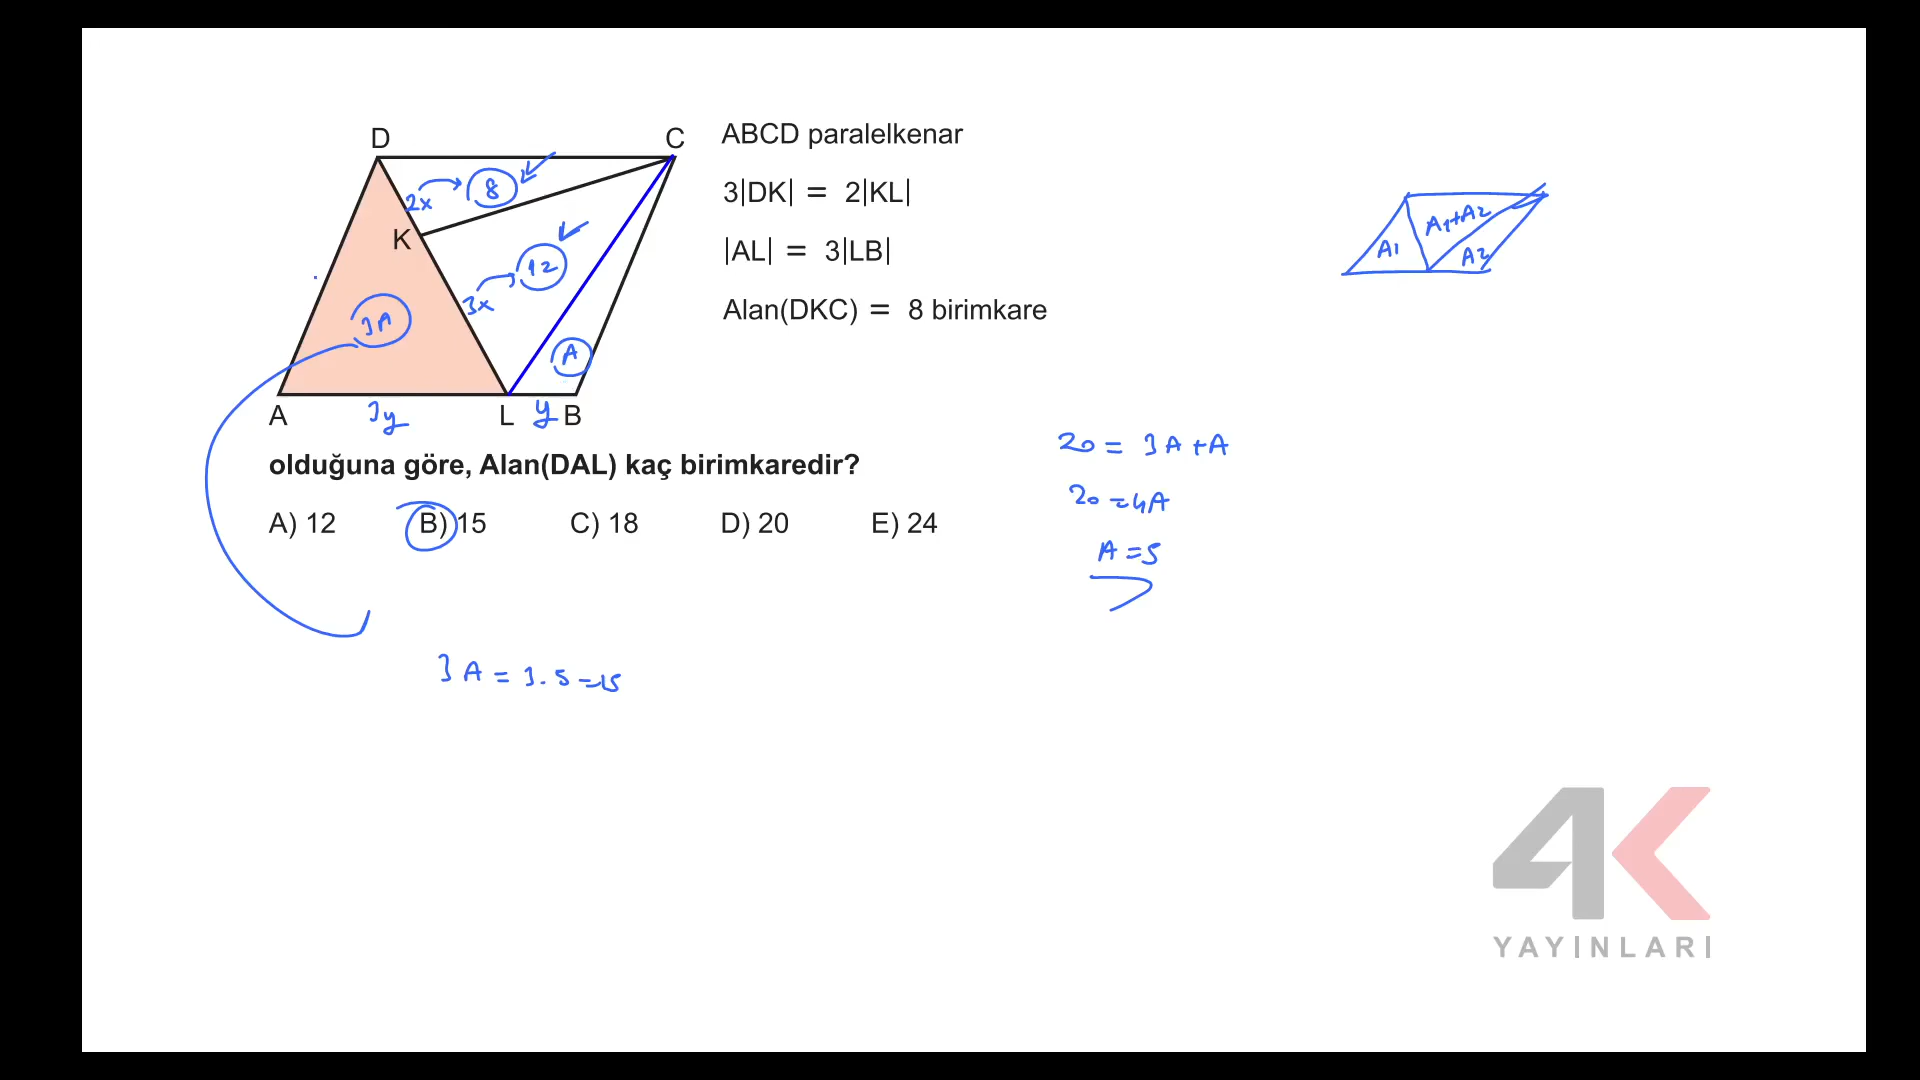 D
C
ABCD paralelkenar
2x
8
3|DK| = 2|KL|
K
A1
A1+A2
A2
12
|AL| = 3|LB|
3x
3A
Alan(DKC) = 8 birimkare
A
A
3y
L
y
B
20 = 3A+A
olduğuna göre, Alan(DAL) kaç birimkaredir?
20 = 4A
A) 12 B) 15 C) 18 D) 20 E) 24
A = 5
3A = 3.5 = 15
4K
YAYINLARI